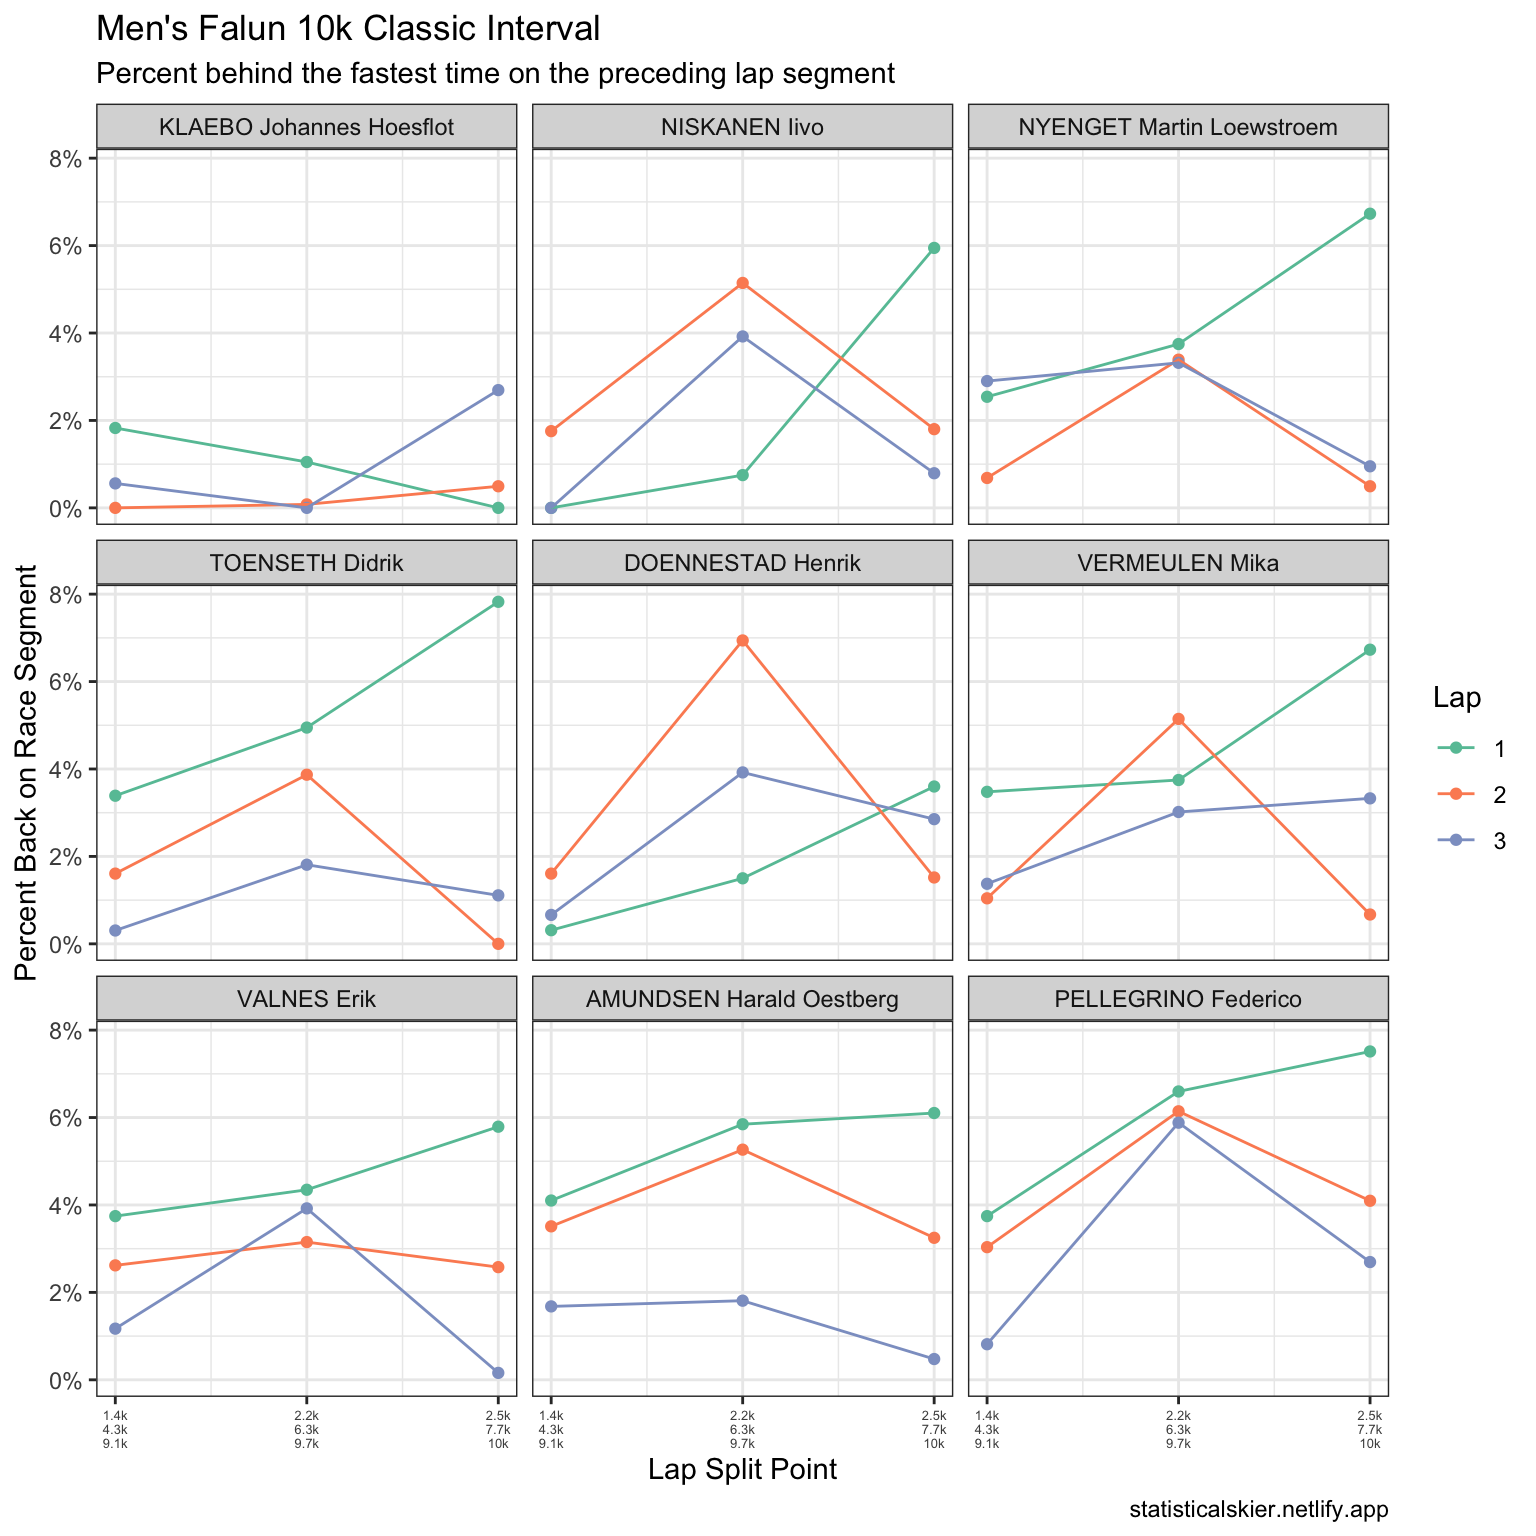 Men's Falun 10k Classic Interval
Percent behind the fastest time on the preceding lap segment
KLAEBO Johannes Hoesflot
NISKANEN Iivo
NYENGET Martin Loewstroem
8%
6%
4%
2%
0%
TOENSETH Didrik
DOENNESTAD Henrik
VERMEULEN Mika
8%
6%
4%
2%
0%
VALNES Erik
AMUNDSEN Harald Oestberg
PELLEGRINO Federico
8%
6%
4%
2%
0%
Percent Back on Race Segment
1.4k 2.2k 2.5k 1.4k 2.2k 2.5k 1.4k 2.2k 2.5k
4.3k 6.3k 7.7k 4.3k 6.3k 7.7k 4.3k 6.3k 7.7k
9.1k 9.7k 10k 9.1k 9.7k 10k 9.1k 9.7k 10k
Lap Split Point
Lap
1
2
3
statisticalskier.netlify.app